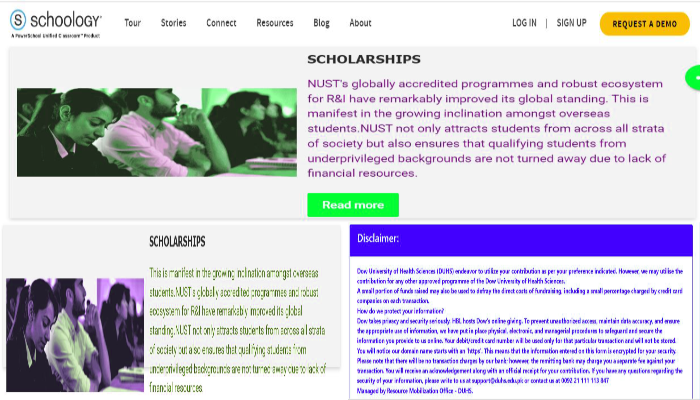 schoology
A PowerSchool Unified Classroom™ Product
Tour Stories Connect Resources Blog About
LOG IN | SIGN UP
REQUEST A DEMO
SCHOLARSHIPS
NUST's globally accredited programmes and robust ecosystem
for R&I have remarkably improved its global standing. This is
manifest in the growing inclination amongst overseas
students.NUST not only attracts students from across all strata
of society but also ensures that qualifying students from
underprivileged backgrounds are not turned away due to lack of
financial resources.
Read more
SCHOLARSHIPS
This is manifest in the growing inclination amongst overseas
students.NUST's globally accredited programmes and robust
ecosystem for R&I have remarkably improved its global
standing.NUST not only attracts students from across all strata
of society but also ensures that qualifying students from
underprivileged backgrounds are not turned away due to lack of
financial resources.
Disclaimer:
Dow University of Health Sciences (DUHS) endeavor to utilize your contribution as per your preference indicated. However, we may utilise the
contribution for any other approved programme of the Dow University of Health Sciences.
A small portion of funds raised may also be used to defray the direct costs of fundraising, including a small percentage charged by credit card
companies on each transaction.
How do we protect your information?
Dow takes privacy and security seriously. HBL hosts Dow's online giving. To prevent unauthorized access, maintain data accuracy, and ensure
the appropriate use of information, we have put in place physical, electronic, and managerial procedures to safeguard and secure the
information you provide to us online. Your debit/credit card number will be used only for that particular transaction and will not be stored.
You will notice our domain name starts with an 'https'. This means that the information entered on this form is encrypted for your security.
Please note that there will be no transaction charges by our bank; however, the remitting bank may charge you a separate fee against your
transaction. You will receive an acknowledgement along with an official receipt for your contribution. If you have any questions regarding the
security of your information, please write to us at support@duhs.edu.pk or contact us at 0092 21 111 113 847
Managed by Resource Mobilization Office - DUHS.